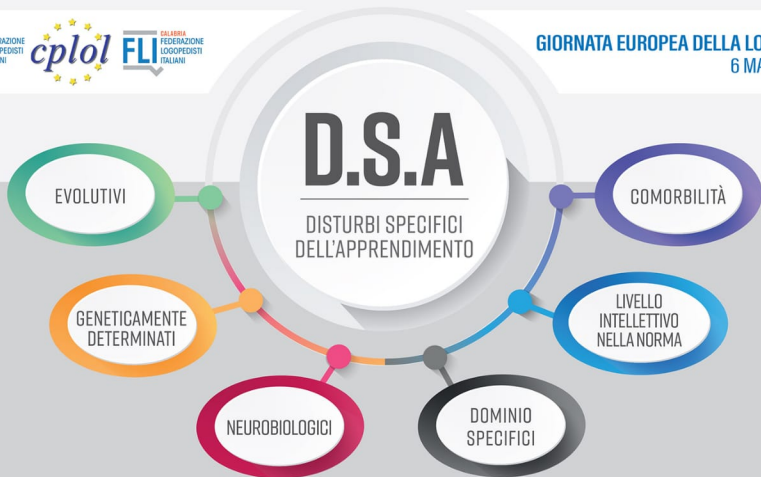 cplol
FLI
CALABRIA
FEDERAZIONE
LOGOPEDISTI
ITALIANI
GIORNATA EUROPEA DELLA
6
D.S.A
DISTURBI SPECIFICI
DELL'APPRENDIMENTO
EVOLUTIVI
GENETICAMENTE
DETERMINATI
NEUROBIOLOGICI
DOMINIO
SPECIFICI
LIVELLO
INTELLETTIVO
NELLA NORMA
COMORBILITÀ